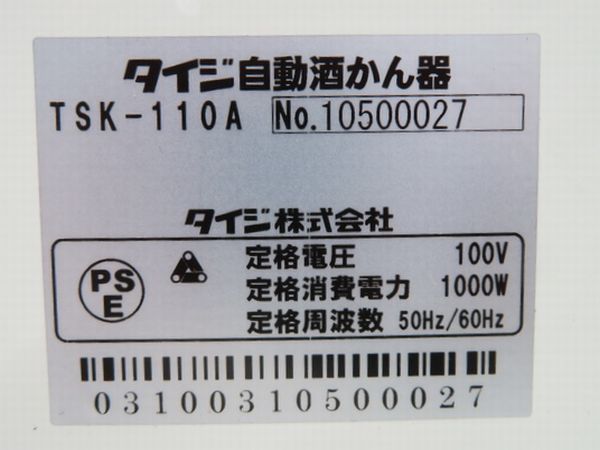 タイジ自動酒かん器
TSK-110A No.10500027
タイジ株式会社
PS
E
定格電圧 100V
定格消費電力 1000W
定格周波数 50Hz/60Hz
03100310500027